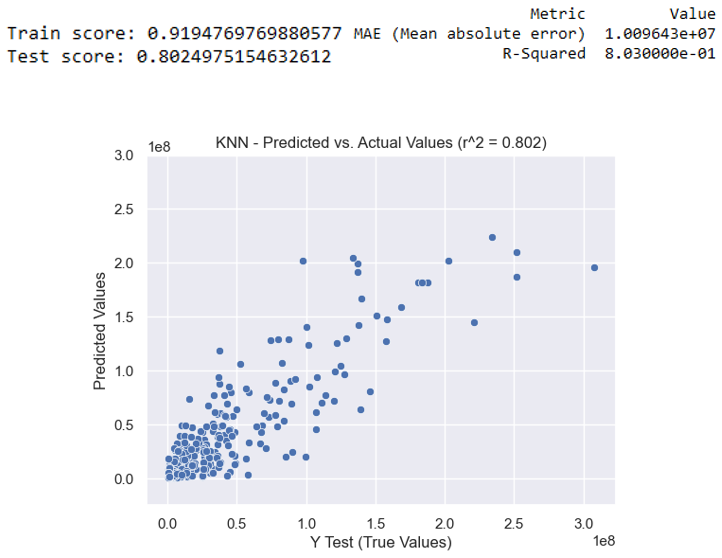 Train score: 0.9194769769880577
Test score: 0.8024975154632612
Metric Value
MAE (Mean absolute error) 1.009643e+07
R-Squared 8.030000e-01
KNN - Predicted vs. Actual Values (r^2 = 0.802)
1e8
3.0
2.5
2.0
1.5
1.0
0.5
0.0
Predicted Values
0.0 0.5 1.0 1.5 2.0 2.5 3.0
1e8
Y Test (True Values)